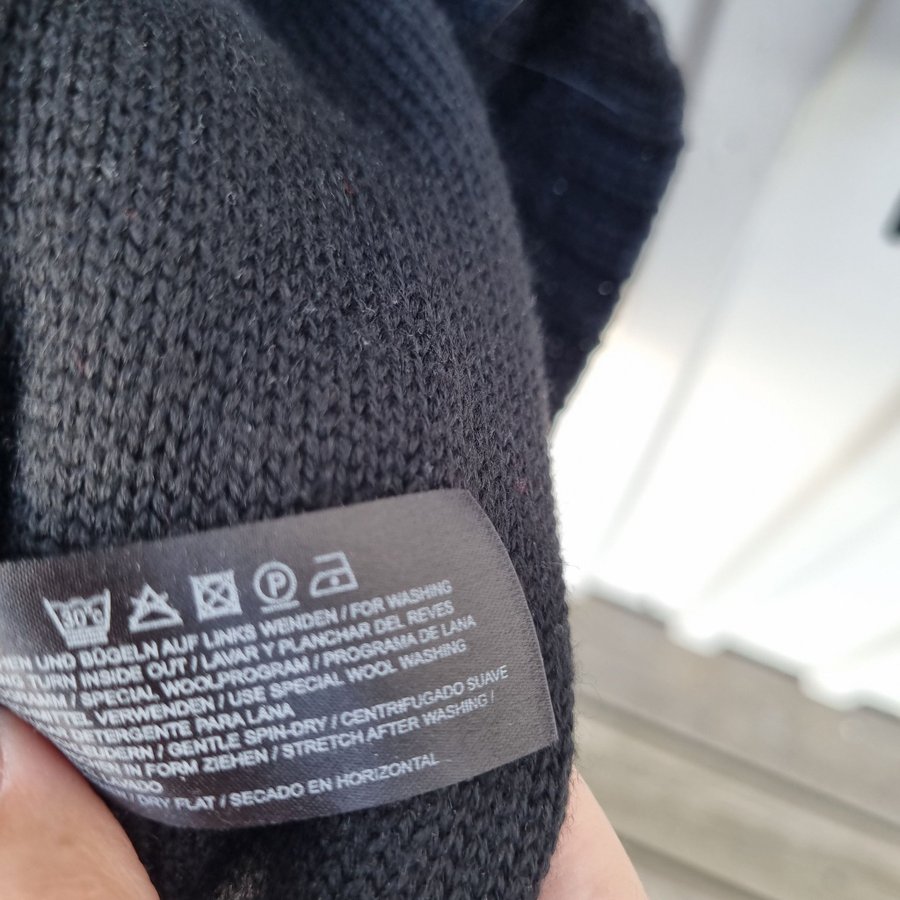 30°
P
HEN UND BÜGELN AUF LINKS WENDEN / FOR WASHING
TURN INSIDE OUT / LAVAR Y PLANCHAR DEL REVES
/ SPECIAL WOOLPROGRAM / PROGRAMA DE LANA
VERWENDEN / USE SPECIAL WOOL WASHING
DETERGENTE PARA LANA
/ GENTLE SPIN-DRY / CENTRIFUGADO SUAVE
IN FORM ZIEHEN / STRETCH AFTER WASHING /
DRY FLAT / SECADO EN HORIZONTAL